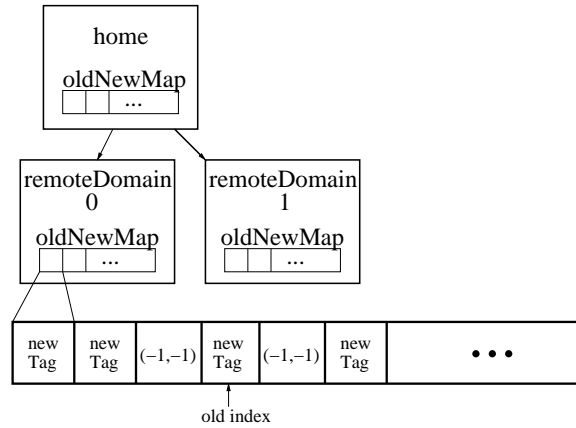 home
oldNewMap
...
remoteDomain
0
oldNewMap
...
remoteDomain
1
oldNewMap
...
new
Tag
new
Tag
(−1,−1)
new
Tag
(−1,−1)
new
Tag
•••
old index